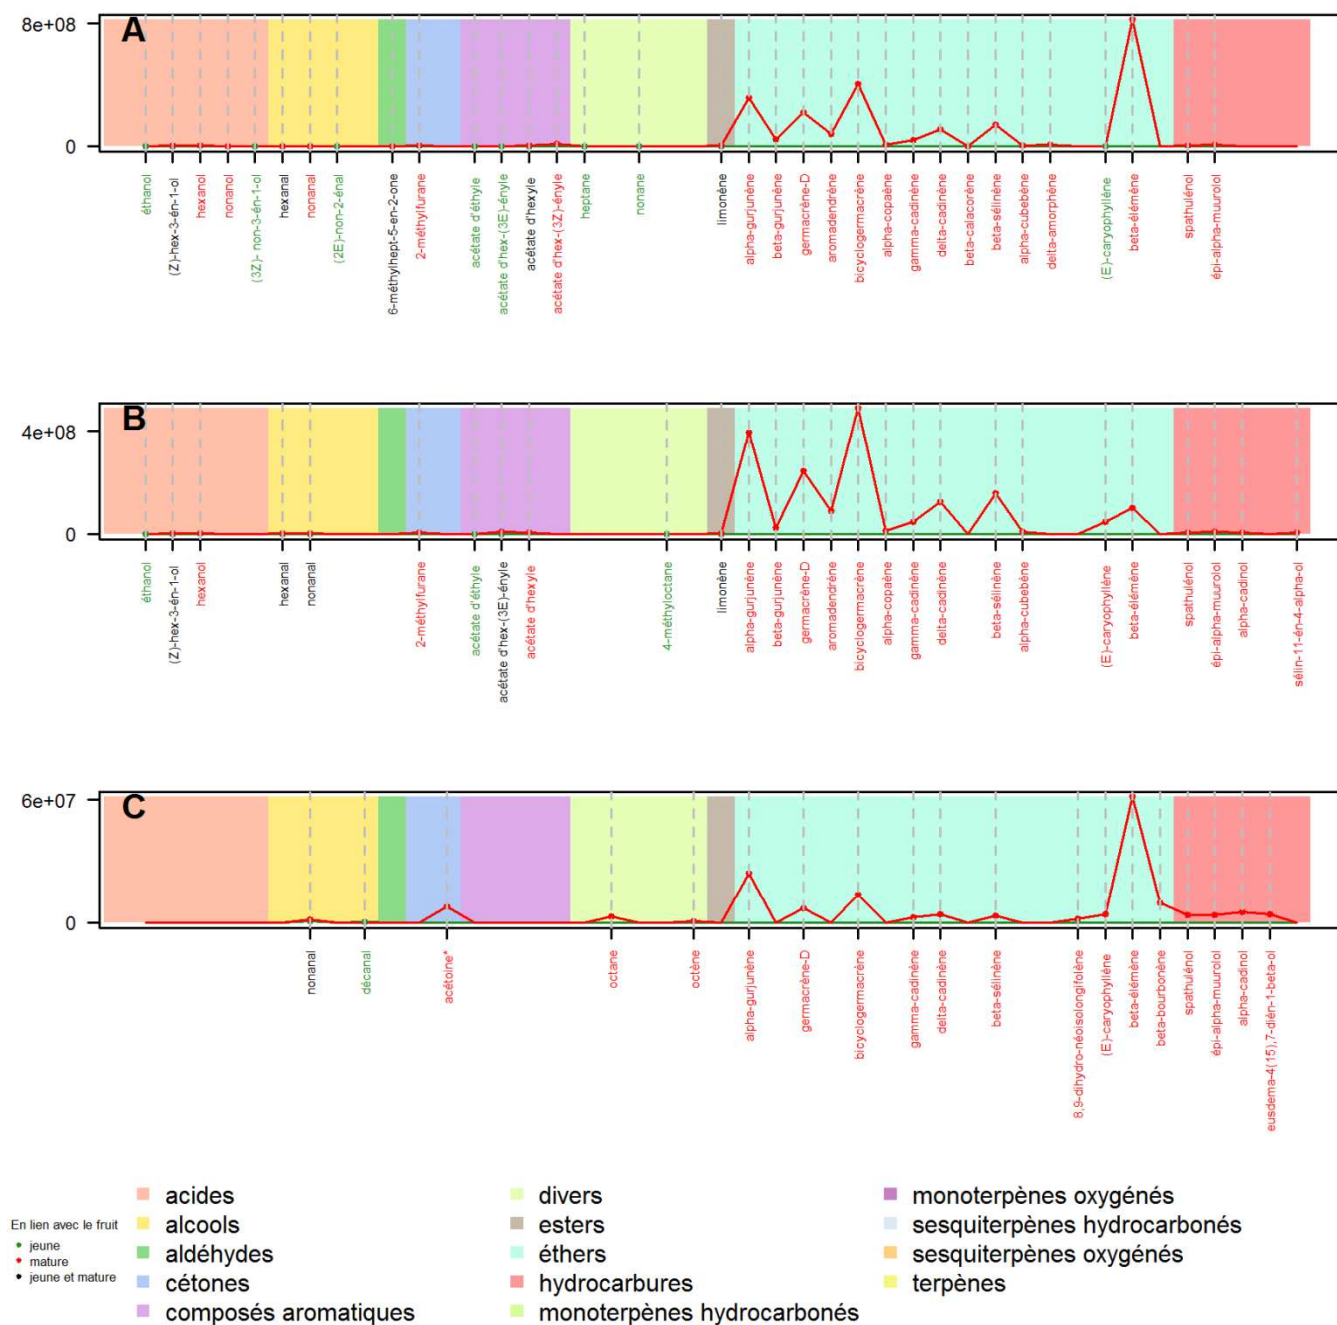 A
8e+08
0
éthanol
(Z)-hex-3-én-1-ol
hexanol
nonanol
(3Z)- non-3-én-1-ol
hexanal
nonanal
(2E)-non-2-énal
6-méthylhept-5-en-2-one
2-méthylfurane
acétate d'éthyle
acétate d'hex-(3E)-ényle
acétate d'hexyle
acétate d'hex-(3Z)-ényle
heptane
nonane
limonène
alpha-gurjunène
beta-gurjunène
germacrène-D
aromadendrène
bicyclogermacrène
alpha-copaène
gamma-cadinène
delta-cadinène
beta-calacorène
beta-sélinène
alpha-cubebène
delta-amorphène
(E)-caryophyllène
beta-élémène
spathulénol
épi-alpha-muurolol
B
4e+08
0
éthanol
(Z)-hex-3-én-1-ol
hexanol
hexanal
nonanal
2-méthylfurane
acétate d'éthyle
acétate d'hex-(3E)-ényle
acétate d'hexyle
4-méthyloctane
limonène
alpha-gurjunène
beta-gurjunène
germacrène-D
aromadendrène
bicyclogermacrène
alpha-copaène
gamma-cadinène
delta-cadinène
beta-sélinène
alpha-cubebène
(E)-caryophyllène
beta-élémène
spathulénol
épi-alpha-muurolol
alpha-cadinol
sélin-11-én-4-alpha-ol
C
6e+07
0
nonanal
décanal
acétoine*
octane
octène
alpha-gurjunène
germacrène-D
bicyclogermacrène
gamma-cadinène
delta-cadinène
beta-sélinène
8,9-dihydro-néoisolongifolène
(E)-caryophyllène
beta-élémène
beta-bourbonène
spathulénol
épi-alpha-muurolol
alpha-cadinol
eusdema-4(15),7-dién-1-beta-ol
En lien avec le fruit
jeune
mature
jeune et mature
acides
alcools
aldéhydes
cétones
composés aromatiques
divers
esters
éthers
hydrocarbures
monoterpènes hydrocarbonés
monoterpènes oxygénés
sesquiterpènes hydrocarbonés
sesquiterpènes oxygénés
terpènes